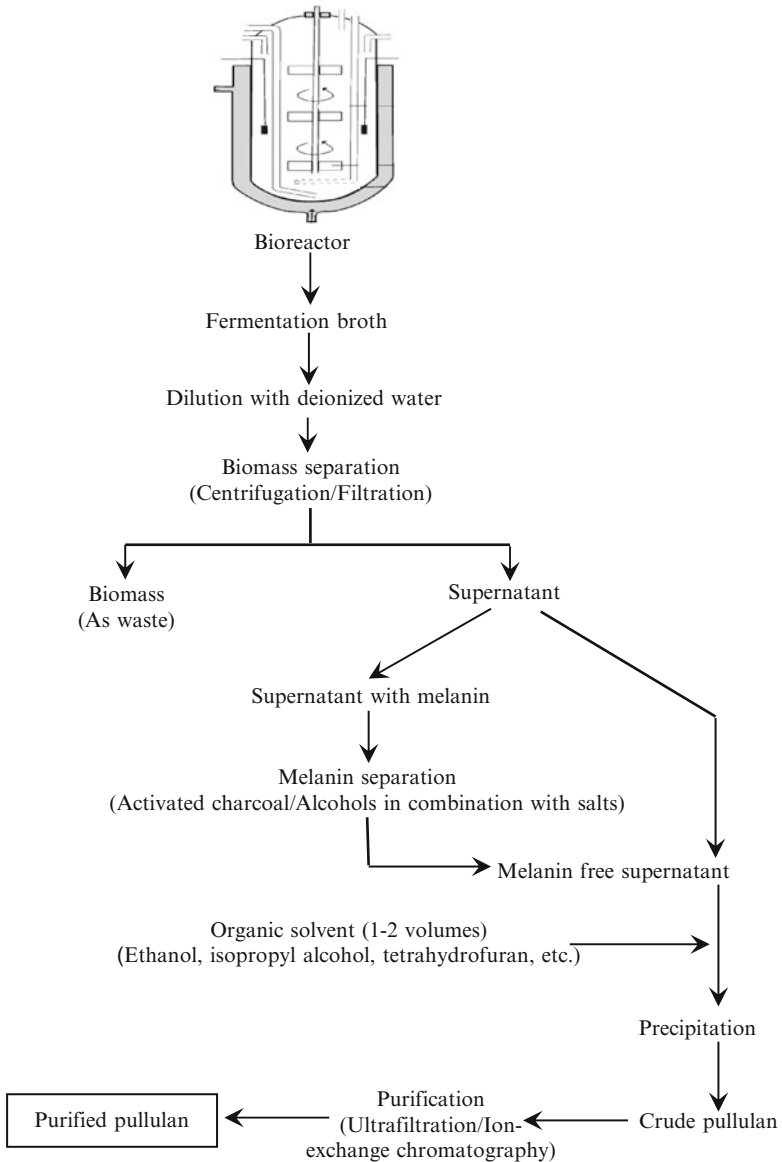 Bioreactor
Fermentation broth
Dilution with deionized water
Biomass separation
(Centrifugation/Filtration)
Biomass
(As waste)
Supernatant
Supernatant with melanin
Melanin separation
(Activated charcoal/Alcohols in combination with salts)
Melanin free supernatant
Organic solvent (1-2 volumes)
(Ethanol, isopropyl alcohol, tetrahydrofuran, etc.)
Precipitation
Crude pullulan
Purification
(Ultrafiltration/Ion-
exchange chromatography)
Purified pullulan